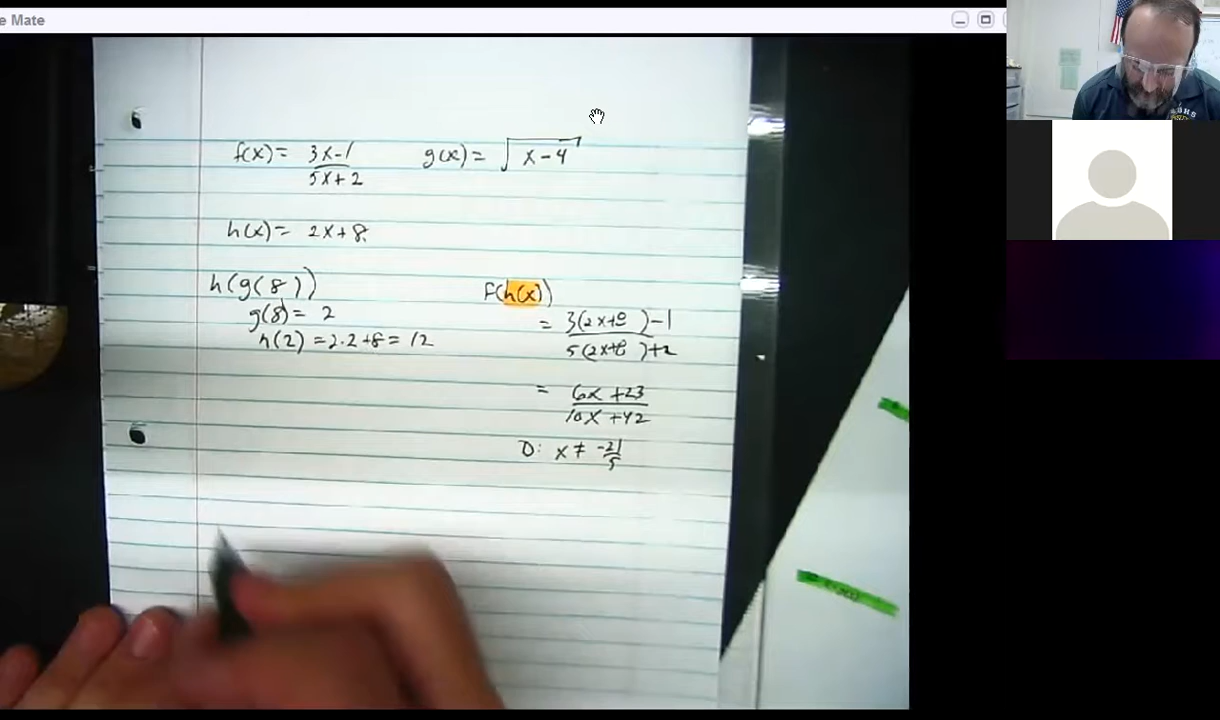 e Mate
f(x) = 3x-1 / 5x+2
g(x) = √x-4
h(x) = 2x+8
h(g(8))
g(8) = 2
h(2) = 2·2+8 = 12
f(h(x))
= 3(2x+8)-1 / 5(2x+8)+2
= 6x+23 / 10x+42
D: x ≠ -21/5